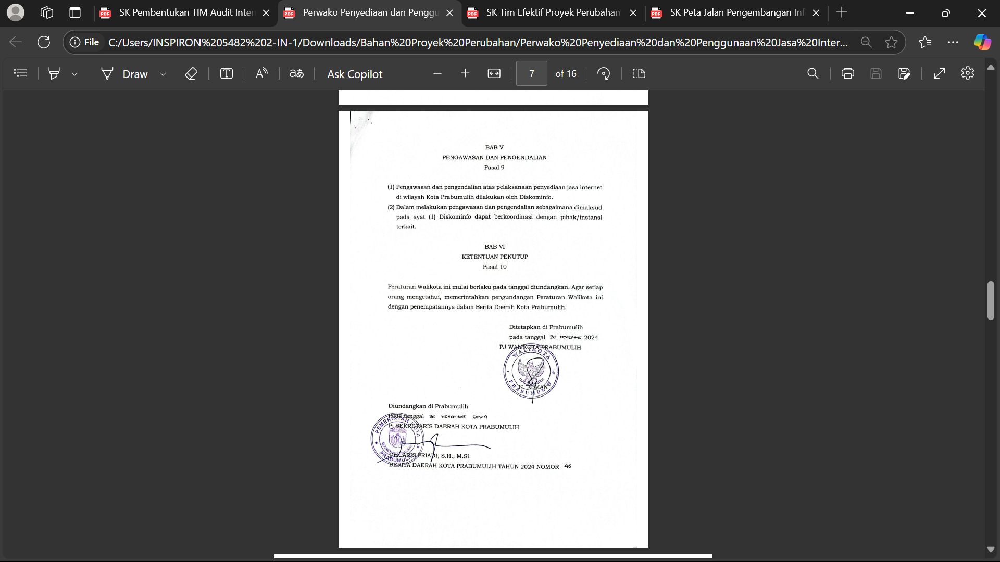 SK Pembentukan TIM Audit Inter
Perwako Penyediaan dan Penggu
SK Tim Efektif Proyek Perubahan
SK Peta Jalan Pengembangan Inf
File
C:/Users/INSPIRON%205482%202-IN-1/Downloads/Bahan%20Proyek%20Perubahan/Perwako%20Penyediaan%20dan%20Penggunaan%20Jasa%20Inter...
Draw
Ask Copilot
7
of 16
BAB V
PENGAWASAN DAN PENGENDALIAN
Pasal 9
(1) Pengawasan dan pengendalian atas pelaksanaan penyediaan jasa internet
di wilayah Kota Prabumulih dilakukan oleh Diskominfo.
(2) Dalam melakukan pengawasan dan pengendalian sebagaimana dimaksud
pada ayat (1) Diskominfo dapat berkoordinasi dengan pihak/instansi
terkait.
BAB VI
KETENTUAN PENUTUP
Pasal 10
Peraturan Walikota ini mulai berlaku pada tanggal diundangkan. Agar setiap
orang mengetahui, memerintahkan pengundangan Peraturan Walikota ini
dengan penempatannya dalam Berita Daerah Kota Prabumulih.
Ditetapkan di Prabumulih
pada tanggal 30 November 2024
PJ WALIKOTA PRABUMULIH
WALIKOTA
PRABUMULIH
H. ELMAN
Diundangkan di Prabumulih
Pada tanggal 30 November 2024
Pj SEKRETARIS DAERAH KOTA PRABUMULIH
PEMERINTAH KOTA
SEKRETARIAT DAERAH
PRABUMULIH
Drs. ARIS PRIADI, S.H., M.Si.
BERITA DAERAH KOTA PRABUMULIH TAHUN 2024 NOMOR 48